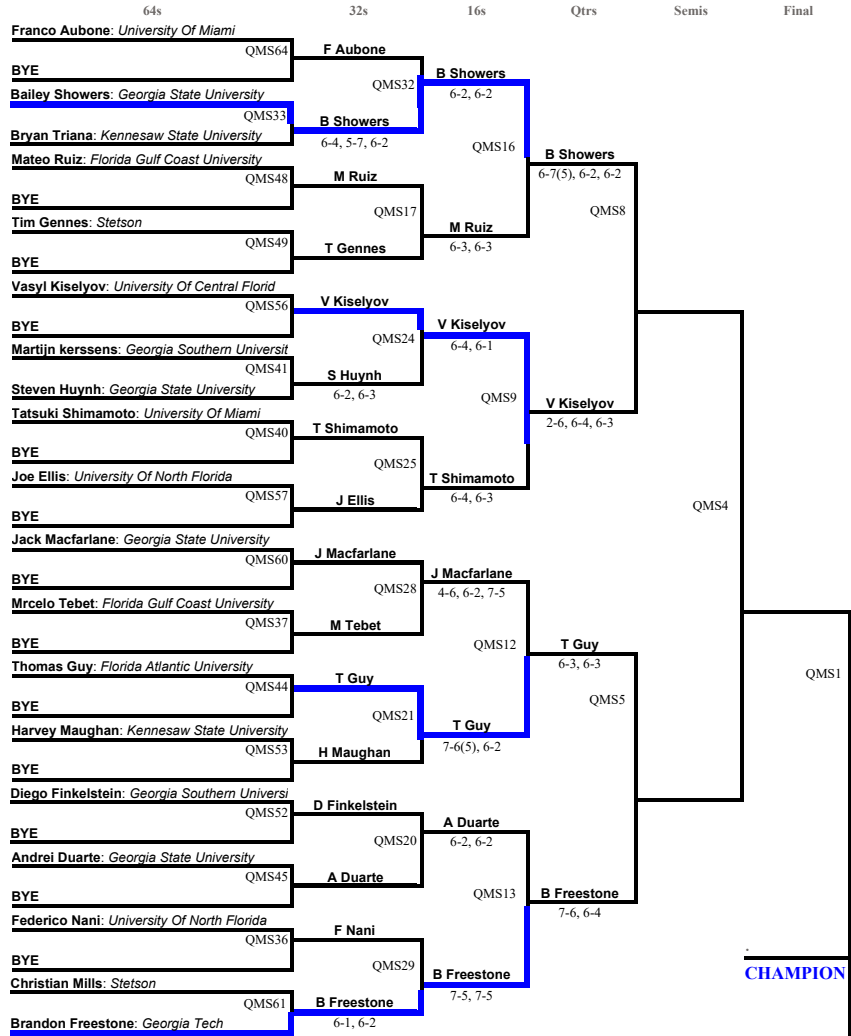 64s 32s 16s Qtrs Semis Final
Franco Aubone: University Of Miami
QMS64
F Aubone
BYE
QMS32
B Showers
6-2, 6-2
Bailey Showers: Georgia State University
QMS33
B Showers
6-4, 5-7, 6-2
Bryan Triana: Kennesaw State University
QMS16
B Showers
6-7(5), 6-2, 6-2
Mateo Ruiz: Florida Gulf Coast University
QMS48
M Ruiz
BYE
QMS17
M Ruiz
6-3, 6-3
QMS8
Tim Gennes: Stetson
QMS49
T Gennes
BYE
Vasyl Kiselyov: University Of Central Florid
QMS56
V Kiselyov
BYE
QMS24
V Kiselyov
6-4, 6-1
Martijn kerssens: Georgia Southern Universit
QMS41
S Huynh
6-2, 6-3
Steven Huynh: Georgia State University
QMS9
V Kiselyov
2-6, 6-4, 6-3
Tatsuki Shimamoto: University Of Miami
QMS40
T Shimamoto
BYE
QMS25
T Shimamoto
6-4, 6-3
Joe Ellis: University Of North Florida
QMS57
J Ellis
BYE
QMS4
Jack Macfarlane: Georgia State University
QMS60
J Macfarlane
BYE
QMS28
J Macfarlane
4-6, 6-2, 7-5
Mrcelo Tebet: Florida Gulf Coast University
QMS37
M Tebet
BYE
QMS12
T Guy
6-3, 6-3
Thomas Guy: Florida Atlantic University
QMS44
T Guy
BYE
QMS21
T Guy
7-6(5), 6-2
QMS5
QMS1
Harvey Maughan: Kennesaw State University
QMS53
H Maughan
BYE
Diego Finkelstein: Georgia Southern Universi
QMS52
D Finkelstein
BYE
QMS20
A Duarte
6-2, 6-2
Andrei Duarte: Georgia State University
QMS45
A Duarte
BYE
QMS13
B Freestone
7-6, 6-4
Federico Nani: University Of North Florida
QMS36
F Nani
BYE
QMS29
B Freestone
7-5, 7-5
Christian Mills: Stetson
QMS61
B Freestone
6-1, 6-2
Brandon Freestone: Georgia Tech
.
CHAMPION